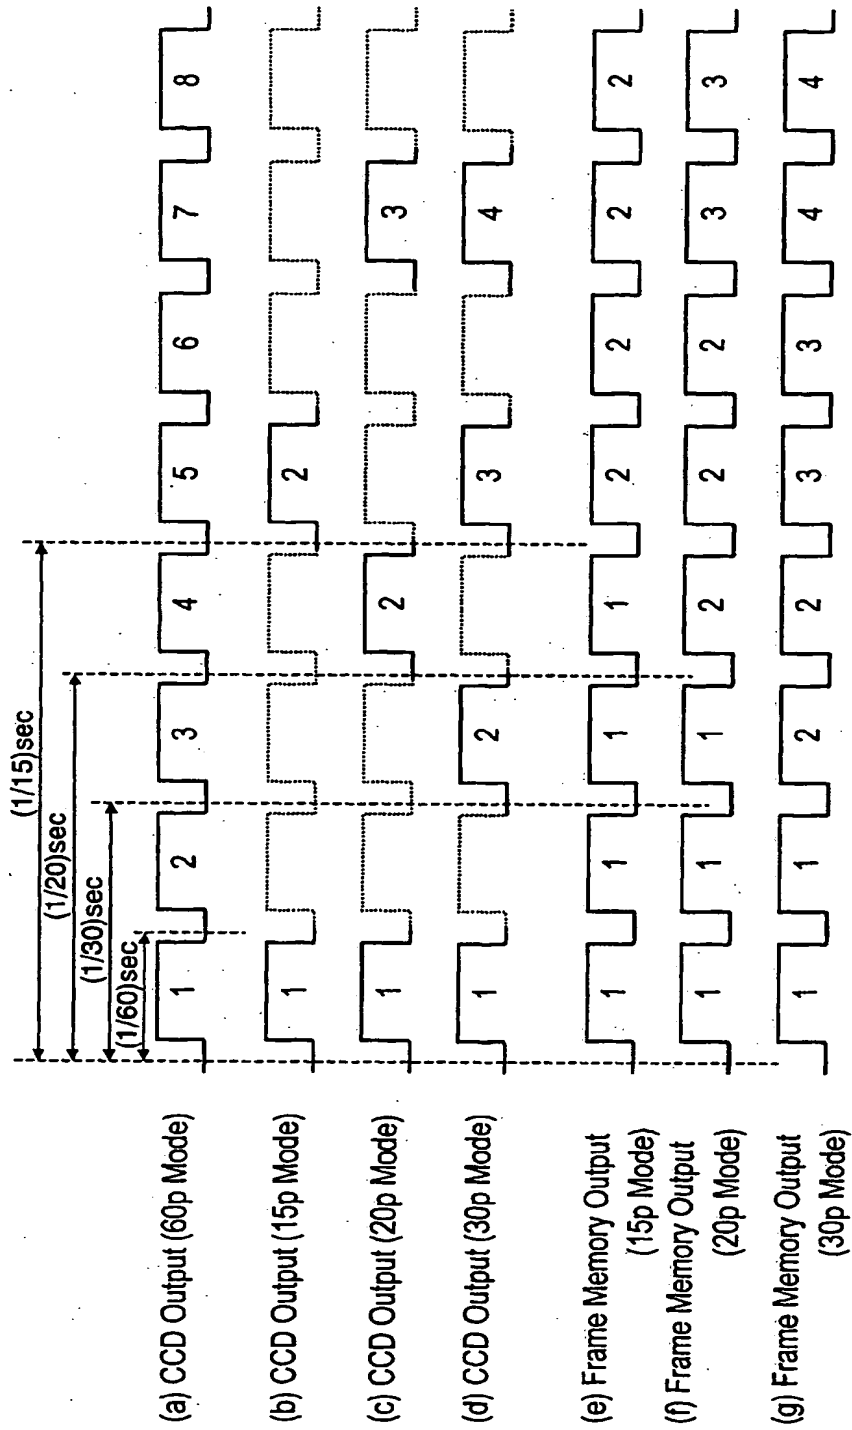 (1/15)sec
(1/20)sec
(1/30)sec
(1/60)sec
(a) CCD Output (60p Mode) 1 2 3 4 5 6 7 8
(b) CCD Output (15p Mode) 1 2
(c) CCD Output (20p Mode) 1 2 3
(d) CCD Output (30p Mode) 1 2 3 4
(e) Frame Memory Output 1 1 1 1 2 2 2 2
(15p Mode)
(f) Frame Memory Output 1 1 1 2 2 2 3 3
(20p Mode)
(g) Frame Memory Output 1 1 2 2 3 3 4 4
(30p Mode)